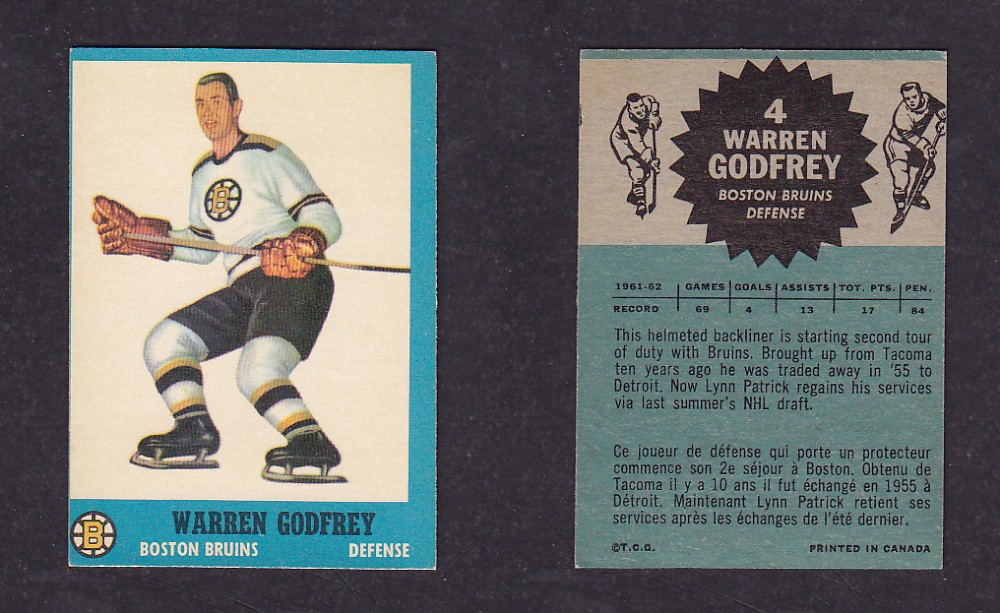 B
B
WARREN GODFREY
BOSTON BRUINS DEFENSE
4
WARREN
GODFREY
BOSTON BRUINS
DEFENSE
1961-62 GAMES GOALS ASSISTS TOT. PTS. PEN.
RECORD 69 4 13 17 84
This helmeted backliner is starting second tour
of duty with Bruins. Brought up from Tacoma
ten years ago he was traded away in '55 to
Detroit. Now Lynn Patrick regains his services
via last summer's NHL draft.
Ce joueur de défense qui porte un protecteur
commence son 2e séjour à Boston. Obtenu de
Tacoma il y a 10 ans il fut échangé en 1955 à
Détroit. Maintenant Lynn Patrick retient ses
services après les échanges de l'été dernier.
©T.C.G. PRINTED IN CANADA